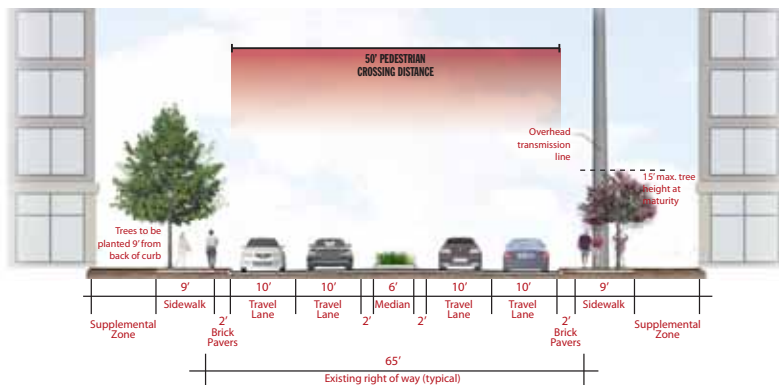 50' PEDESTRIAN
CROSSING DISTANCE
Overhead
transmission
line
15' max. tree
height at
maturity
Trees to be
planted 9' from
back of curb
9' 10' 10' 6' 10' 10' 9'
Sidewalk Travel Lane Travel Lane Median Travel Lane Travel Lane Sidewalk
Supplemental
Zone
2'
Brick
Pavers
2' 2'
2'
Brick
Pavers
Supplemental
Zone
65'
Existing right of way (typical)